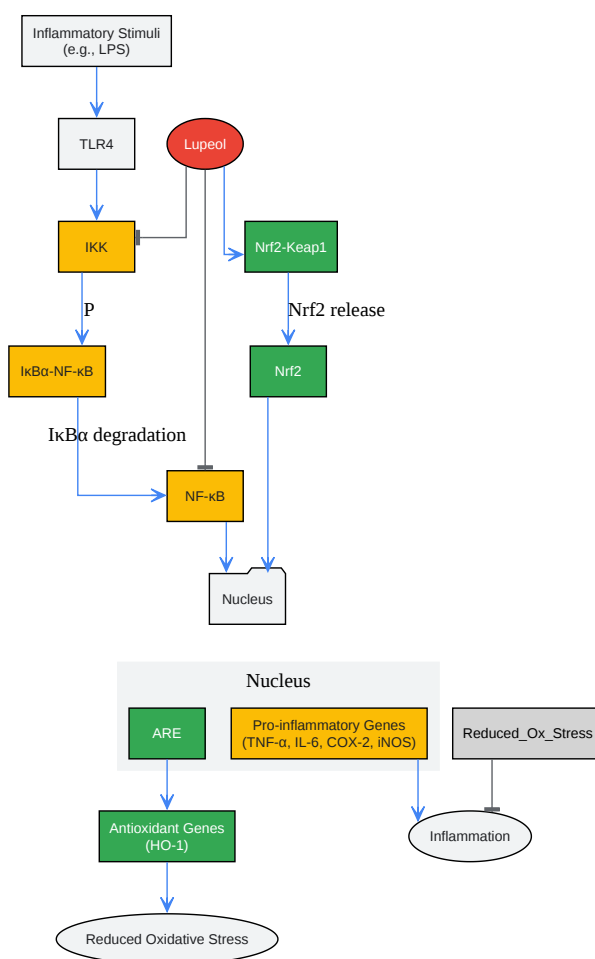 Inflammatory Stimuli
(e.g., LPS)
TLR4
Lupeol
IKK
Nrf2-Keap1
P
Nrf2 release
IκBα-NF-κB
Nrf2
IκBα degradation
NF-κB
Nucleus
Nucleus
ARE
Pro-inflammatory Genes
(TNF-α, IL-6, COX-2, iNOS)
Reduced_Ox_Stress
Antioxidant Genes
(HO-1)
Inflammation
Reduced Oxidative Stress